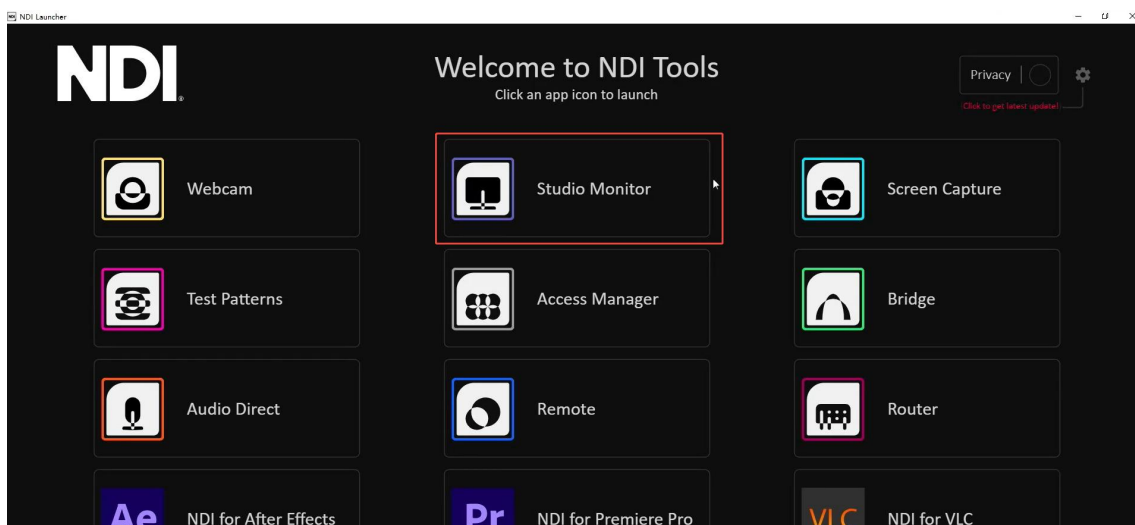 NDI Launcher
NDI
Welcome to NDI Tools
Click an app icon to launch
Privacy
Click to get latest update!
Webcam
Studio Monitor
Screen Capture
Test Patterns
Access Manager
Bridge
Audio Direct
Remote
Router
Ae
NDI for After Effects
Pr
NDI for Premiere Pro
VLC
NDI for VLC